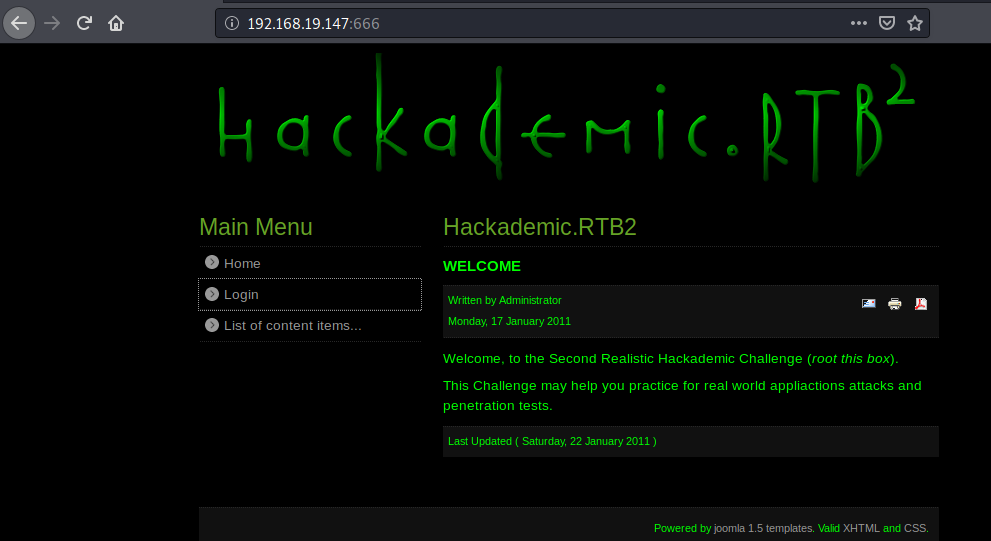 192.168.19.147:666
hackademic.RTB2
Main Menu
Home
Login
List of content items...
Hackademic.RTB2
WELCOME
Written by Administrator
Monday, 17 January 2011
Welcome, to the Second Realistic Hackademic Challenge (root this box).
This Challenge may help you practice for real world appliactions attacks and
penetration tests.
Last Updated ( Saturday, 22 January 2011 )
Powered by joomla 1.5 templates. Valid XHTML and CSS.